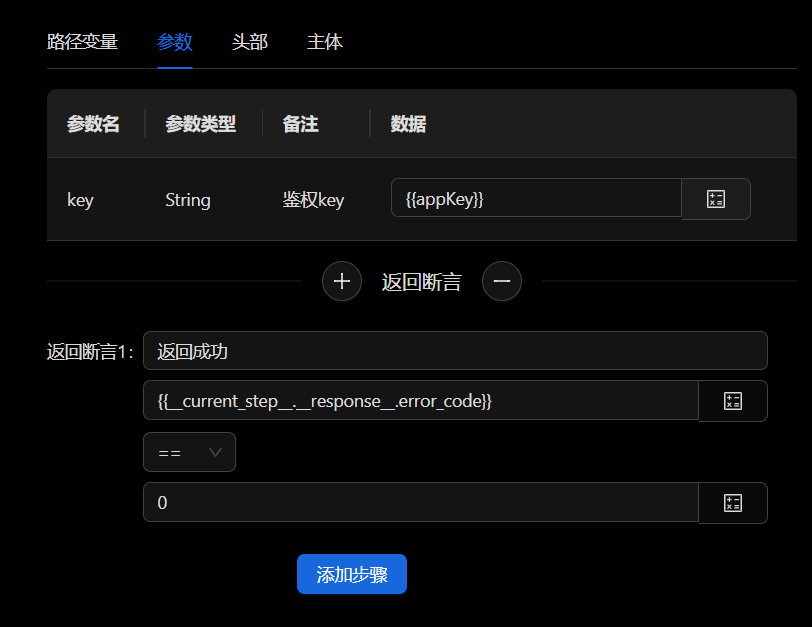 路径变量 参数 头部 主体
参数名 参数类型 备注 数据
key String 鉴权key {{appKey}}
返回断言
返回断言1: 返回成功
{{__current_step__.__response__.error_code}}
==
0
添加步骤